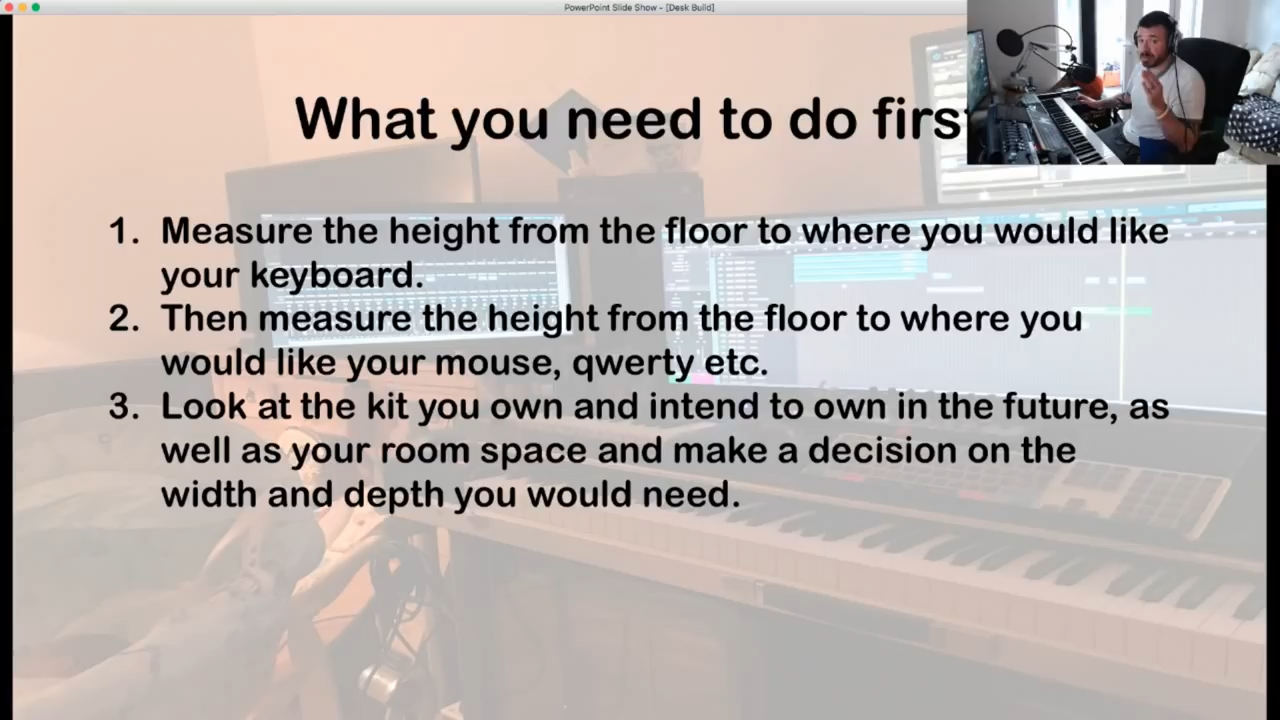 PowerPoint Slide Show - [Desk Build]
What you need to do firs
1. Measure the height from the floor to where you would like
your keyboard.
2. Then measure the height from the floor to where you
would like your mouse, qwerty etc.
3. Look at the kit you own and intend to own in the future, as
well as your room space and make a decision on the
width and depth you would need.